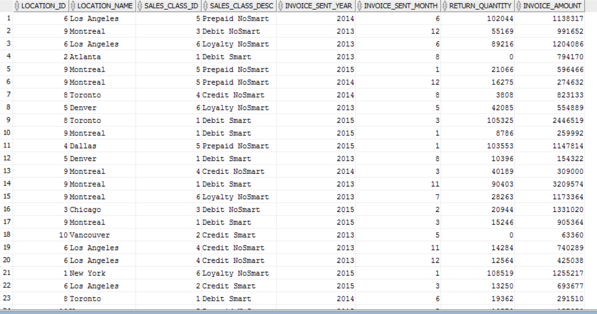 LOCATION_ID LOCATION_NAME SALES_CLASS_ID SALES_CLASS_DESC INVOICE_SENT_YEAR INVOICE_SENT_MONTH RETURN_QUANTITY INVOICE_AMOUNT
1 6 Los Angeles 5 Prepaid NoSmart 2014 6 102044 1138317
2 9 Montreal 3 Debit NoSmart 2013 12 55169 991652
3 6 Los Angeles 6 Loyalty NoSmart 2013 6 89216 1204086
4 2 Atlanta 1 Debit Smart 2013 8 0 794170
5 9 Montreal 5 Prepaid NoSmart 2015 1 21066 596466
6 9 Montreal 5 Prepaid NoSmart 2014 12 16275 274632
7 8 Toronto 4 Credit NoSmart 2014 8 3808 823133
8 5 Denver 6 Loyalty NoSmart 2013 5 42085 554889
9 8 Toronto 1 Debit Smart 2015 3 105325 2446519
10 9 Montreal 1 Debit Smart 2015 1 8786 259992
11 4 Dallas 5 Prepaid NoSmart 2015 1 103553 1147814
12 5 Denver 1 Debit Smart 2013 8 10396 154322
13 9 Montreal 4 Credit NoSmart 2014 3 40189 309000
14 9 Montreal 1 Debit Smart 2013 11 90403 3209574
15 9 Montreal 6 Loyalty NoSmart 2013 7 28263 1173364
16 3 Chicago 3 Debit NoSmart 2015 2 20944 1331020
17 9 Montreal 1 Debit Smart 2015 3 15246 905364
18 10 Vancouver 2 Credit Smart 2013 5 0 63360
19 6 Los Angeles 4 Credit NoSmart 2013 11 14284 740289
20 6 Los Angeles 4 Credit NoSmart 2013 12 12564 425038
21 1 New York 6 Loyalty NoSmart 2015 1 108519 1255217
22 6 Los Angeles 2 Credit Smart 2015 3 13250 693677
23 8 Toronto 1 Debit Smart 2014 6 19362 291510